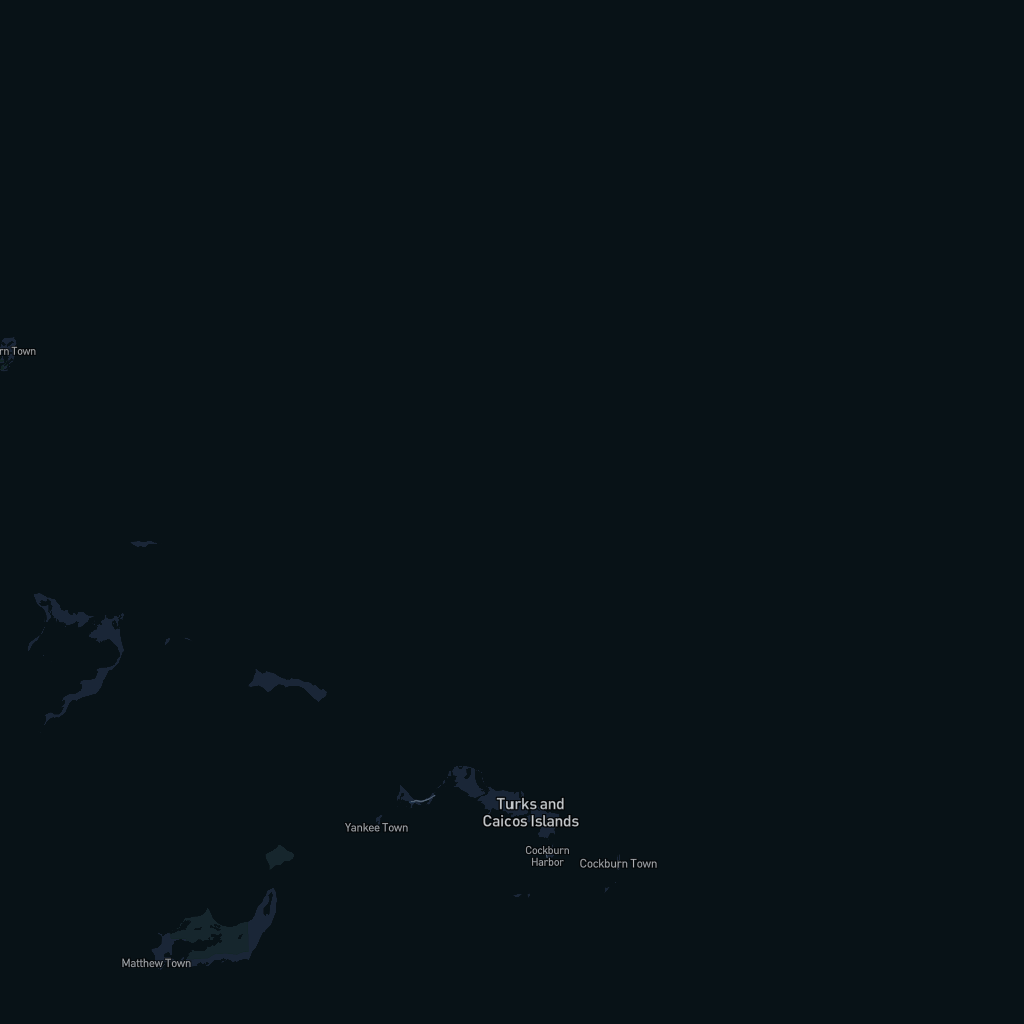 rn Town
Turks and
Caicos Islands
Yankee Town
Cockburn
Harbor
Cockburn Town
Matthew Town